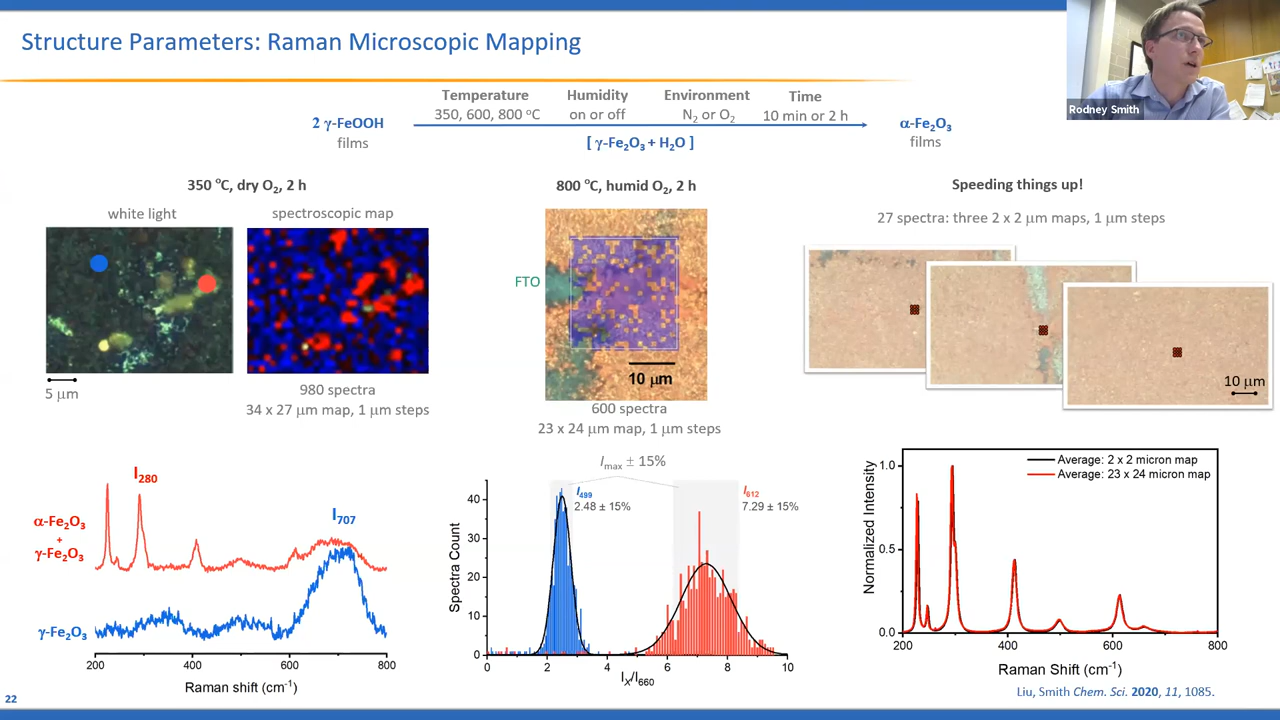 Structure Parameters: Raman Microscopic Mapping
Rodney Smith
2 γ-FeOOH
films
Temperature
350, 600, 800 °C
Humidity
on or off
Environment
N₂ or O₂
Time
10 min or 2 h
[ γ-Fe₂O₃ + H₂O ]
α-Fe₂O₃
films
350 °C, dry O₂, 2 h
white light
spectroscopic map
5 μm
980 spectra
34 x 27 μm map, 1 μm steps
800 °C, humid O₂, 2 h
FTO
10 μm
600 spectra
23 x 24 μm map, 1 μm steps
Speeding things up!
27 spectra: three 2 x 2 μm maps, 1 μm steps
10 μm
I₂₈₀
I₇₀₇
α-Fe₂O₃
+
γ-Fe₂O₃
γ-Fe₂O₃
200 400 600 800
Raman shift (cm⁻¹)
Imax ± 15%
I₄₉₉
2.48 ± 15%
I₆₁₂
7.29 ± 15%
Spectra Count
40
30
20
10
0
0 2 4 6 8 10
Iₓ/I₆₆₀
Average: 2 x 2 micron map
Average: 23 x 24 micron map
Normalized Intensity
1.0
0.5
0.0
200 400 600 800
Raman Shift (cm⁻¹)
Liu, Smith Chem. Sci. 2020, 11, 1085.
22